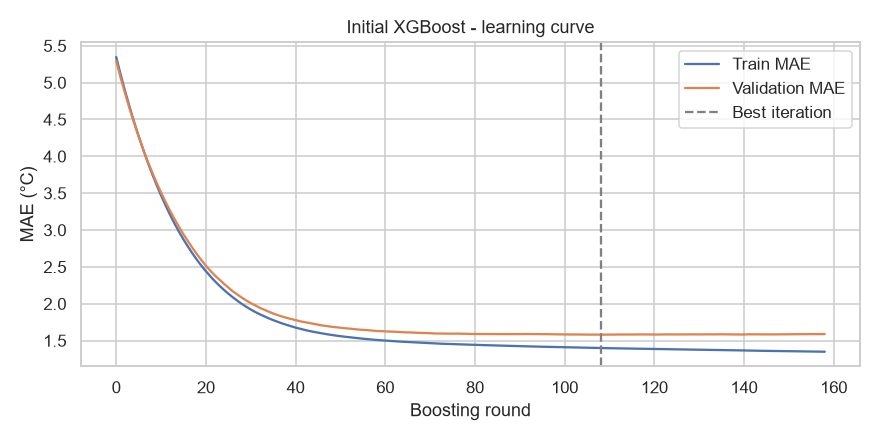 Initial XGBoost - learning curve
Train MAE
Validation MAE
Best iteration
MAE (°C)
5.5
5.0
4.5
4.0
3.5
3.0
2.5
2.0
1.5
0 20 40 60 80 100 120 140 160
Boosting round